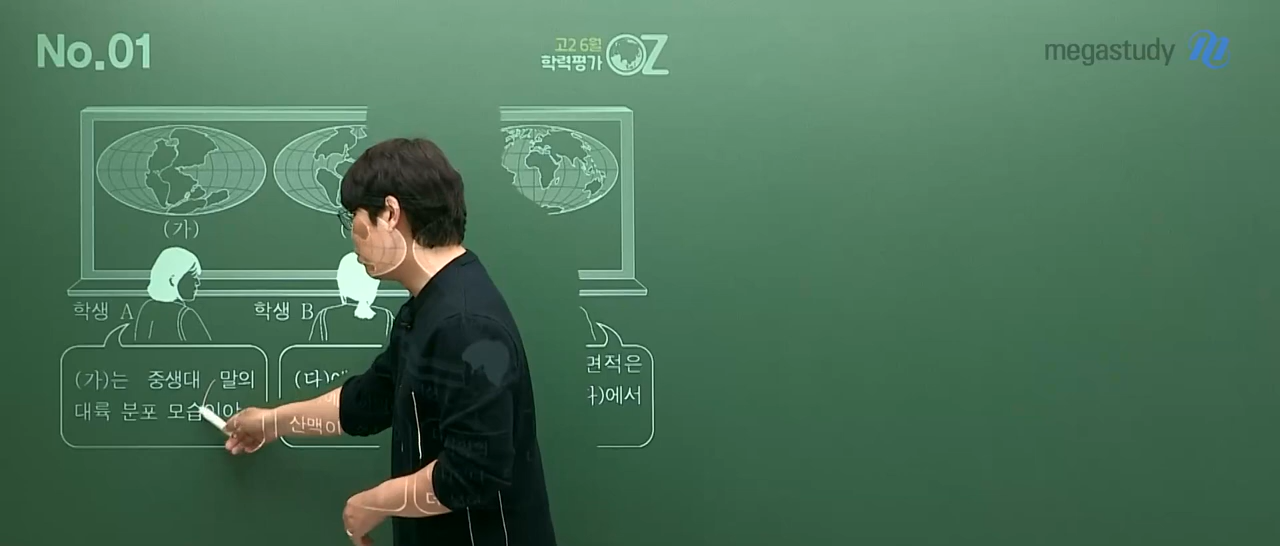 No.01
고2 6월
학력평가 OZ
megastudy
(가)
학생 A
학생 B
(가)는 중생대 말의
대륙 분포 모습이야
(다)에
산맥이
면적은
에서